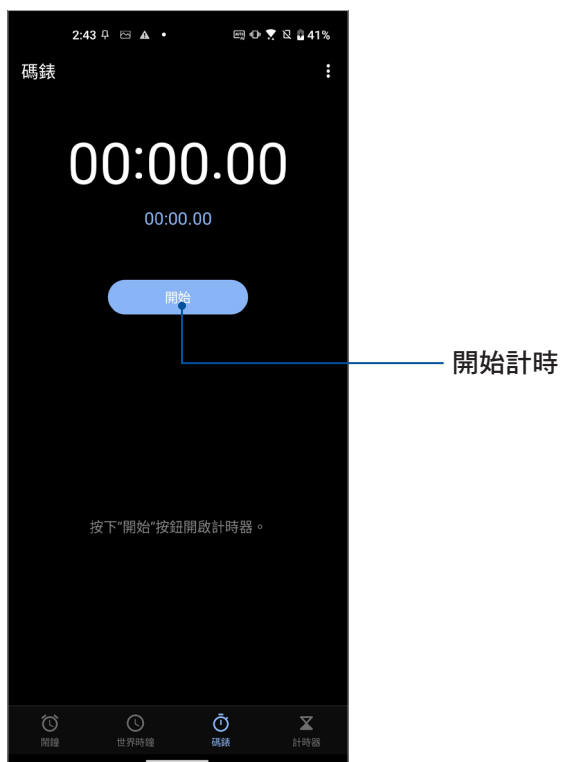 2:43 41%
碼錶
00:00.00
00:00.00
開始
開始計時
按下"開始"按鈕開啟計時器。
鬧鐘 世界時鐘 碼錶 計時器